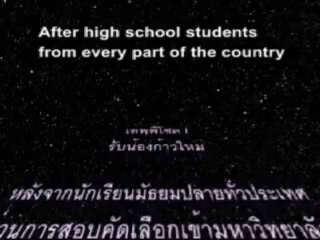 After high school students
from every part of the country
รับน้องก้าวใหม่
หลังจากนักเรียนมัธยมปลายทั่วประเทศ
านการสอบคัดเลือกเข้ามหาวิทยาลั